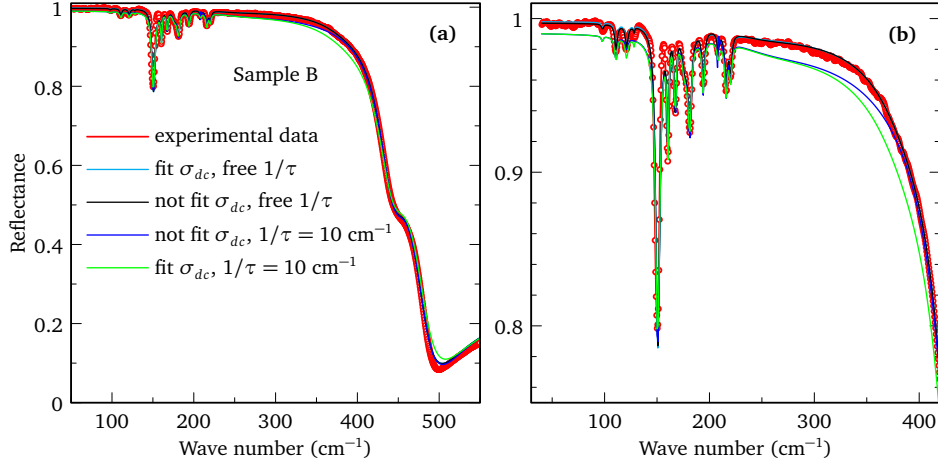 (a)
Sample B
experimental data
fit σ_dc, free 1/τ
not fit σ_dc, free 1/τ
not fit σ_dc, 1/τ = 10 cm⁻¹
fit σ_dc, 1/τ = 10 cm⁻¹
Reflectance
1
0.8
0.6
0.4
0.2
0
100 200 300 400 500
Wave number (cm⁻¹)
(b)
1
0.9
0.8
100 200 300 400
Wave number (cm⁻¹)